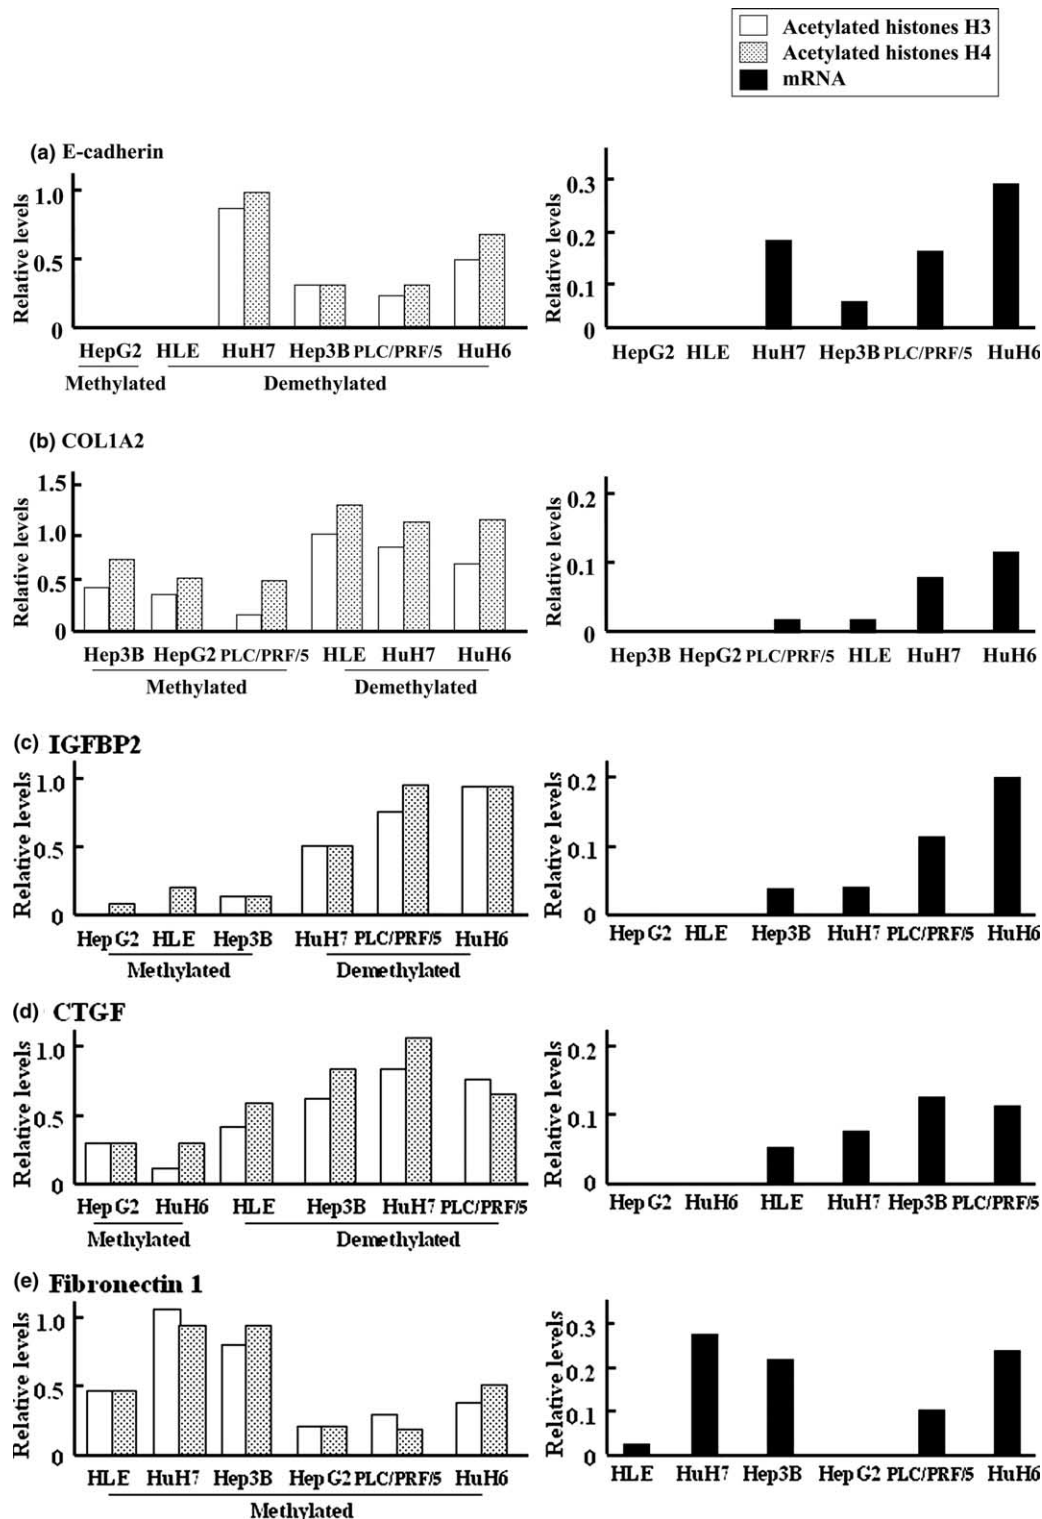 Acetylated histones H3
Acetylated histones H4
mRNA
(a) E-cadherin
Relative levels
1.0
0.5
0
HepG2 HLE HuH7 Hep3B PLC/PRF/5 HuH6
Methylated Demethylated
Relative levels
0.3
0.2
0.1
0
HepG2 HLE HuH7 Hep3B PLC/PRF/5 HuH6
(b) COL1A2
Relative levels
1.5
1.0
0.5
0
Hep3B HepG2 PLC/PRF/5 HLE HuH7 HuH6
Methylated Demethylated
Relative levels
0.2
0.1
0
Hep3B HepG2 PLC/PRF/5 HLE HuH7 HuH6
(c) IGFBP2
Relative levels
1.0
0.5
0
HepG2 HLE Hep3B HuH7 PLC/PRF/5 HuH6
Methylated Demethylated
Relative levels
0.2
0.1
0
HepG2 HLE Hep3B HuH7 PLC/PRF/5 HuH6
(d) CTGF
Relative levels
1.0
0.5
0
HepG2 HuH6 HLE Hep3B HuH7 PLC/PRF/5
Methylated Demethylated
Relative levels
0.2
0.1
0
HepG2 HuH6 HLE HuH7 Hep3B PLC/PRF/5
(e) Fibronectin 1
Relative levels
1.0
0.5
0
HLE HuH7 Hep3B HepG2 PLC/PRF/5 HuH6
Methylated
Relative levels
0.3
0.2
0.1
0
HLE HuH7 Hep3B HepG2 PLC/PRF/5 HuH6